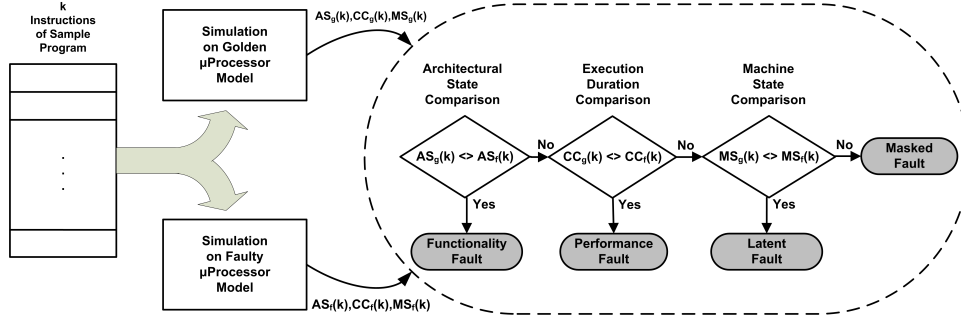 k
Instructions
of Sample
Program
.
.
.
Simulation
on Golden
µProcessor
Model
Simulation
on Faulty
µProcessor
Model
ASg(k),CCg(k),MSg(k)
ASf(k),CCf(k),MSf(k)
Architectural
State
Comparison
Execution
Duration
Comparison
Machine
State
Comparison
ASg(k) <> ASf(k)
No
CCg(k) <> CCf(k)
No
MSg(k) <> MSf(k)
No
Masked
Fault
Yes
Yes
Yes
Functionality
Fault
Performance
Fault
Latent
Fault